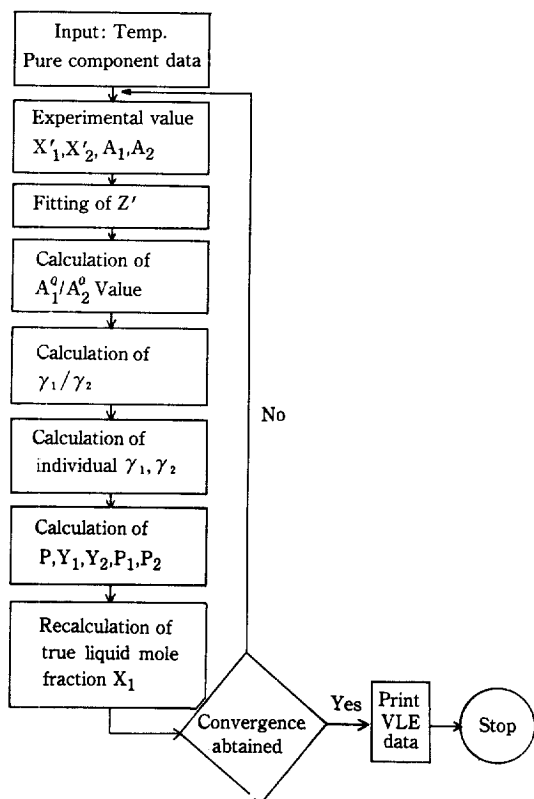 Input: Temp.
Pure component data
Experimental value
X'₁,X'₂, A₁,A₂
Fitting of Z'
Calculation of
A₁ᵒ/A₂ᵒ Value
Calculation of
γ₁/γ₂
Calculation of
individual γ₁,γ₂
Calculation of
P,Y₁,Y₂,P₁,P₂
Recalculation of
true liquid mole
fraction X₁
No
Convergence
abtained
Yes
Print
VLE
data
Stop